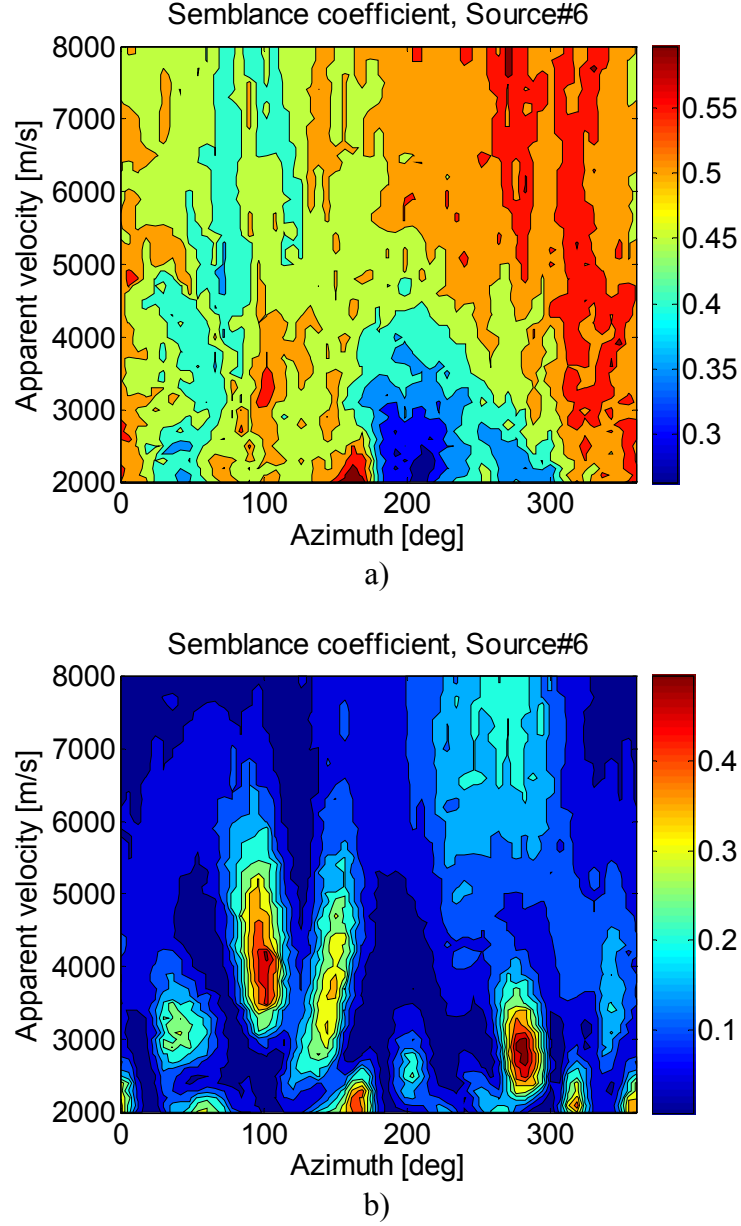 Semblance coefficient, Source#6
8000
7000
6000
5000
4000
3000
2000
Apparent velocity [m/s]
0 100 200 300
Azimuth [deg]
0.55
0.5
0.45
0.4
0.35
0.3
a)
Semblance coefficient, Source#6
8000
7000
6000
5000
4000
3000
2000
Apparent velocity [m/s]
0 100 200 300
Azimuth [deg]
0.4
0.3
0.2
0.1
b)